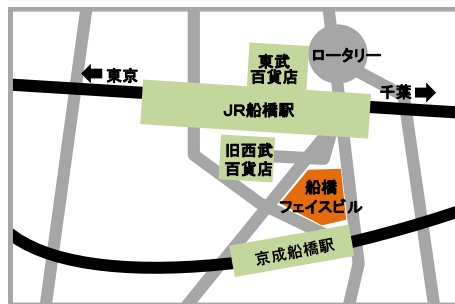 東武
百貨店
ロータリー
東京
千葉
JR船橋駅
旧西武
百貨店
船橋
フェイスビル
京成船橋駅